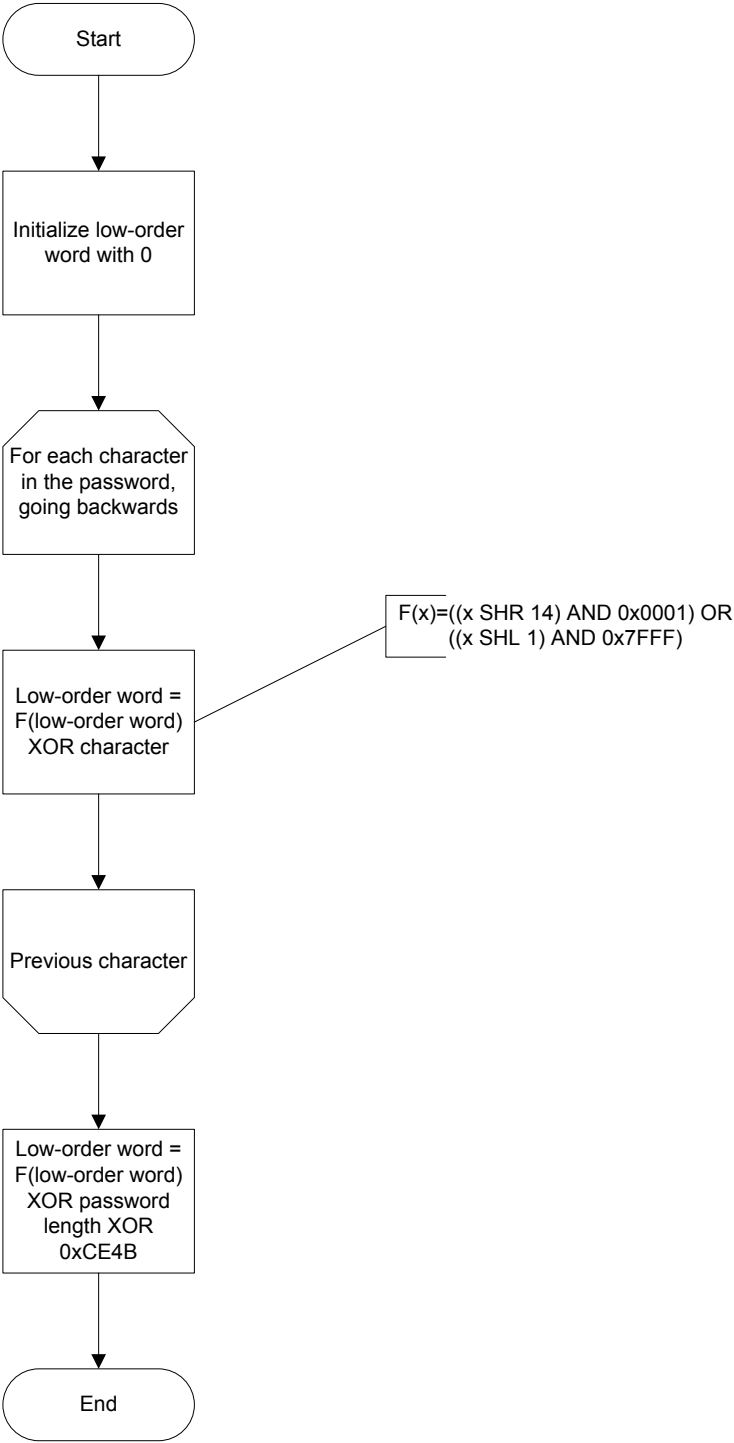 Start
Initialize low-order
word with 0
For each character
in the password,
going backwards
F(x)=((x SHR 14) AND 0x0001) OR
((x SHL 1) AND 0x7FFF)
Low-order word =
F(low-order word)
XOR character
Previous character
Low-order word =
F(low-order word)
XOR password
length XOR
0xCE4B
End